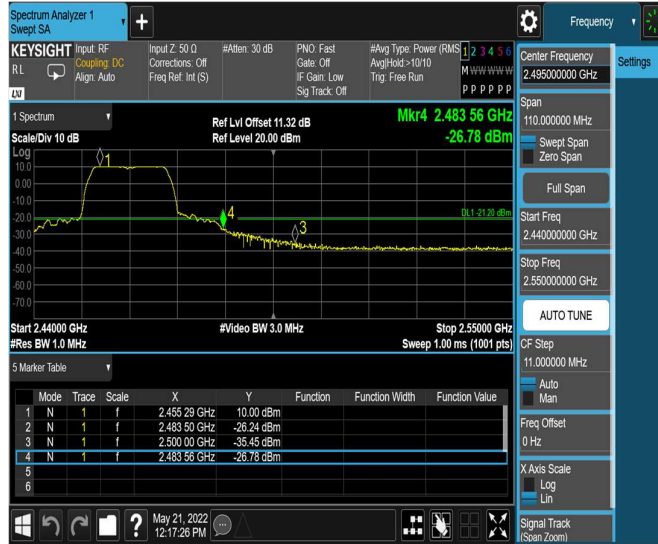 Spectrum Analyzer 1
Swept SA
Frequency
KEYSIGHT
RL
LXI
Input: RF
Coupling: DC
Align: Auto
Input Z: 50 Ω
Corrections: Off
Freq Ref: Int (S)
#Atten: 30 dB
PNO: Fast
Gate: Off
IF Gain: Low
Sig Track: Off
#Avg Type: Power (RMS
Avg|Hold:>10/10
Trig: Free Run
1 2 3 4 5 6
M W W W W W
P P P P P P
1 Spectrum
Scale/Div 10 dB
Log
Ref Lvl Offset 11.32 dB
Ref Level 20.00 dBm
Mkr4 2.483 56 GHz
-26.78 dBm
10.0
0.00
-10.0
-20.0
-30.0
-40.0
-50.0
-60.0
-70.0
1
4
3
DL1 -21.20 dBm
Start 2.44000 GHz
#Res BW 1.0 MHz
#Video BW 3.0 MHz
Stop 2.55000 GHz
Sweep 1.00 ms (1001 pts)
5 Marker Table
Mode Trace Scale X Y Function Function Width Function Value
1 N 1 f 2.455 29 GHz 10.00 dBm
2 N 1 f 2.483 50 GHz -26.24 dBm
3 N 1 f 2.500 00 GHz -35.45 dBm
4 N 1 f 2.483 56 GHz -26.78 dBm
5
6
May 21, 2022
12:17:26 PM
Center Frequency
2.495000000 GHz
Span
110.000000 MHz
Swept Span
Zero Span
Full Span
Start Freq
2.440000000 GHz
Stop Freq
2.550000000 GHz
AUTO TUNE
CF Step
11.000000 MHz
Auto
Man
Freq Offset
0 Hz
X Axis Scale
Log
Lin
Signal Track
(Span Zoom)
Settings